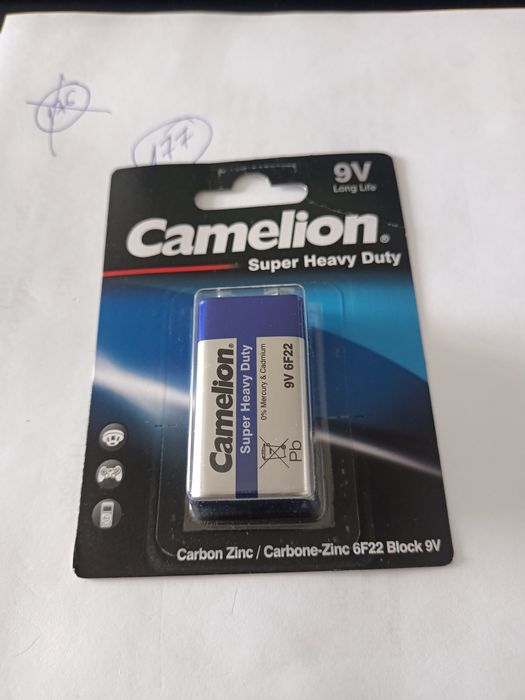 177
9V
Long Life
Camelion®
Super Heavy Duty
Camelion®
Super Heavy Duty
0% Mercury & Cadmium
9V 6F22
Pb
Carbon Zinc / Carbone-Zinc 6F22 Block 9V